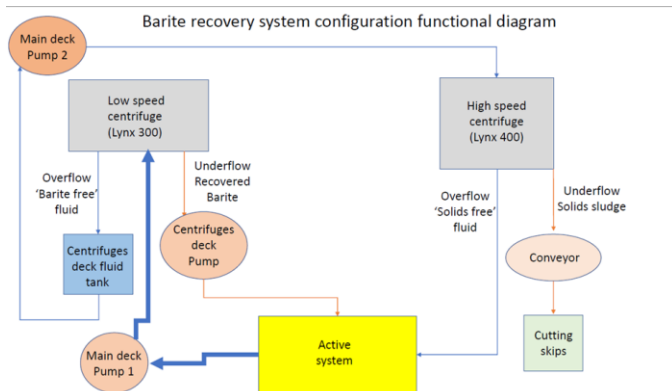 Barite recovery system configuration functional diagram
Main deck
Pump 2
Low speed
centrifuge
(Lynx 300)
High speed
centrifuge
(Lynx 400)
Overflow
‘Barite free’
fluid
Underflow
Recovered
Barite
Overflow
‘Solids free’
fluid
Underflow
Solids sludge
Centrifuges
deck fluid
tank
Centrifuges
deck
Pump
Conveyor
Main deck
Pump 1
Active
system
Cutting
skips